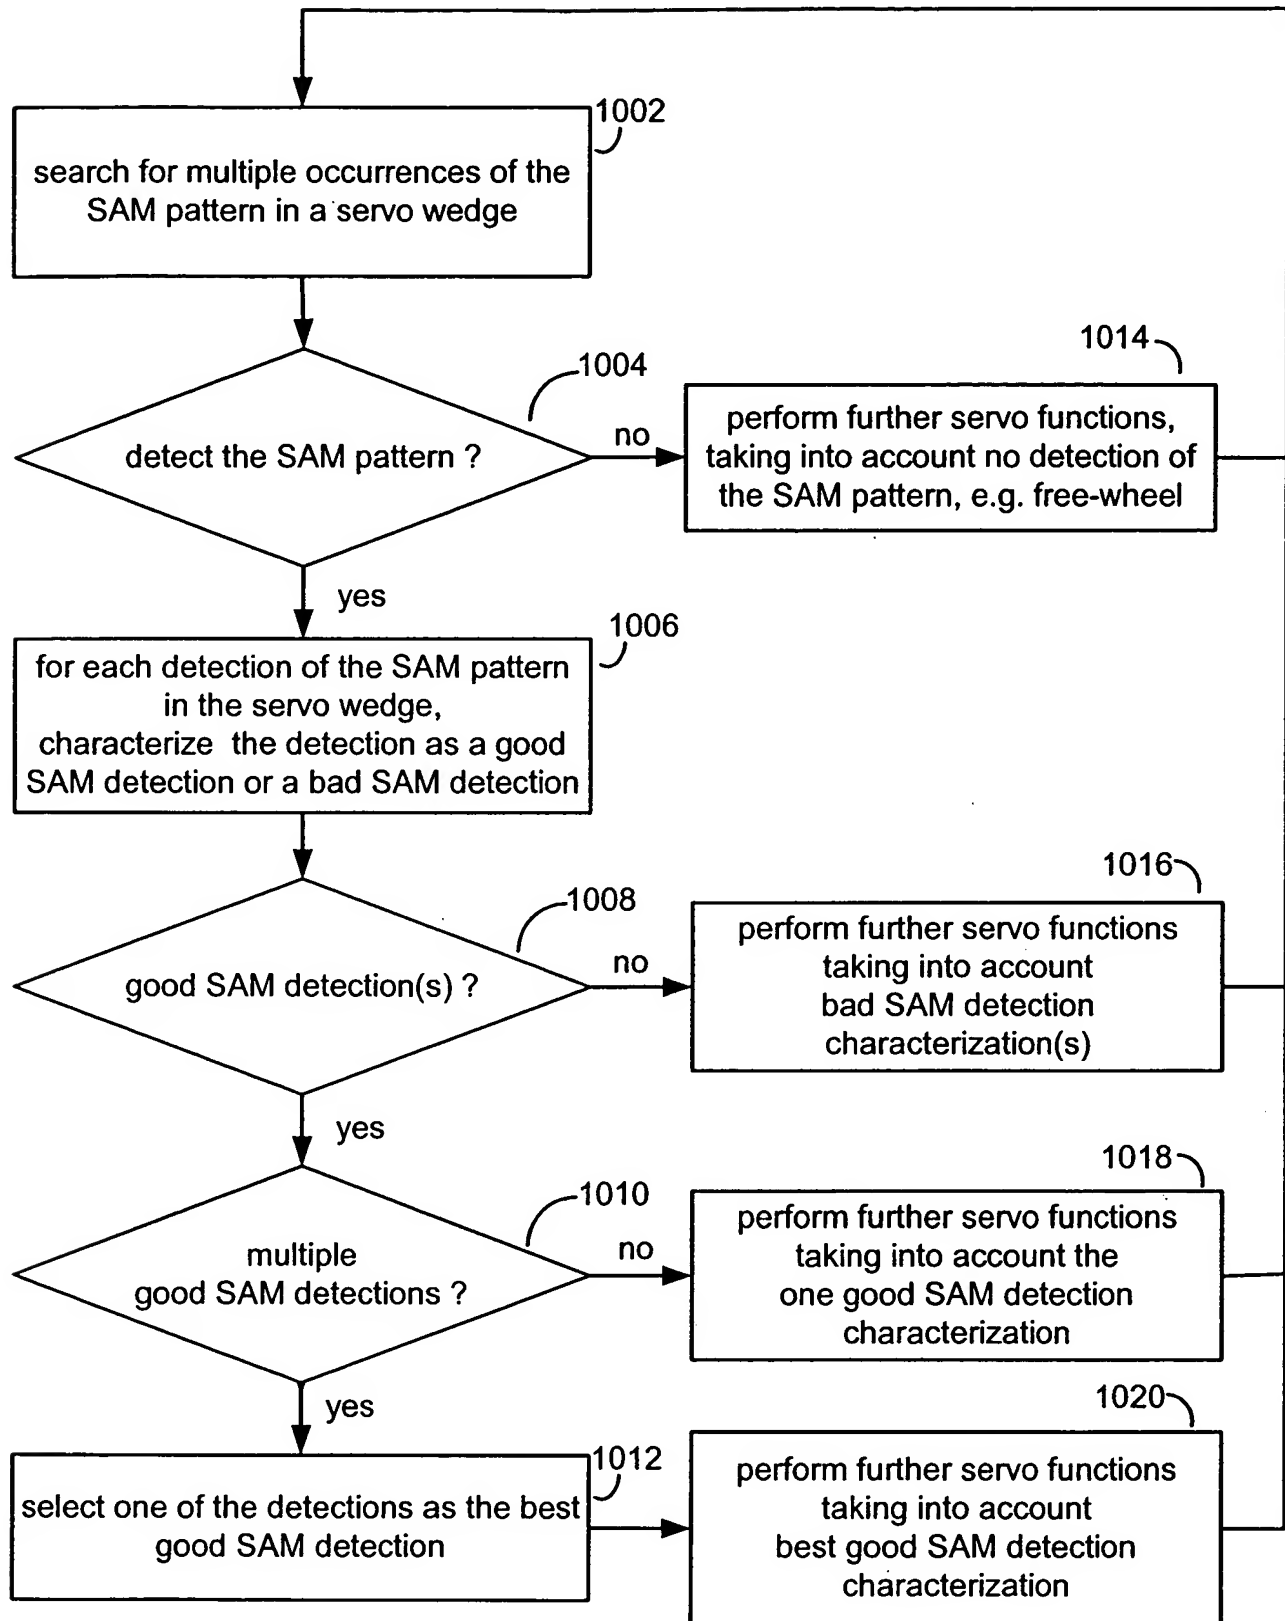 1002
search for multiple occurrences of the
SAM pattern in a servo wedge
1004
detect the SAM pattern ?
no
1014
perform further servo functions,
taking into account no detection of
the SAM pattern, e.g. free-wheel
yes
1006
for each detection of the SAM pattern
in the servo wedge,
characterize the detection as a good
SAM detection or a bad SAM detection
1008
good SAM detection(s) ?
no
1016
perform further servo functions
taking into account
bad SAM detection
characterization(s)
yes
1010
multiple
good SAM detections ?
no
1018
perform further servo functions
taking into account the
one good SAM detection
characterization
yes
1012
select one of the detections as the best
good SAM detection
1020
perform further servo functions
taking into account
best good SAM detection
characterization